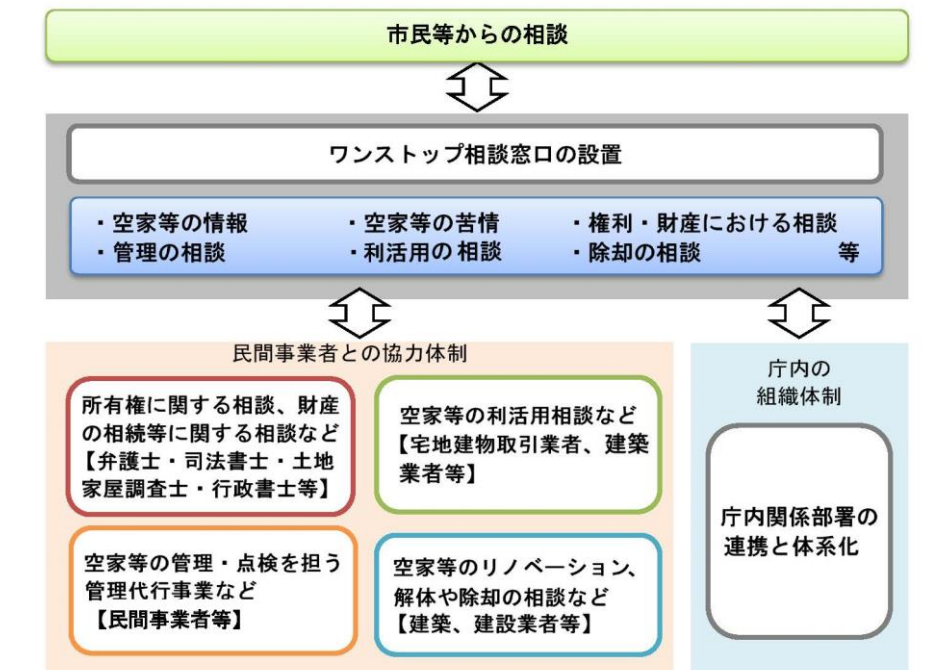 市民等からの相談
ワンストップ相談窓口の設置
・空家等の情報 ・空家等の苦情 ・権利・財産における相談
・管理の相談 ・利活用の相談 ・除却の相談 等
民間事業者との協力体制
所有権に関する相談、財産
の相続等に関する相談など
【弁護士・司法書士・土地
家屋調査士・行政書士等】
空家等の利活用相談など
【宅地建物取引業者、建築
業者等】
空家等の管理・点検を担う
管理代行事業など
【民間事業者等】
空家等のリノベーション、
解体や除却の相談など
【建築、建設業者等】
庁内の
組織体制
庁内関係部署の
連携と体系化